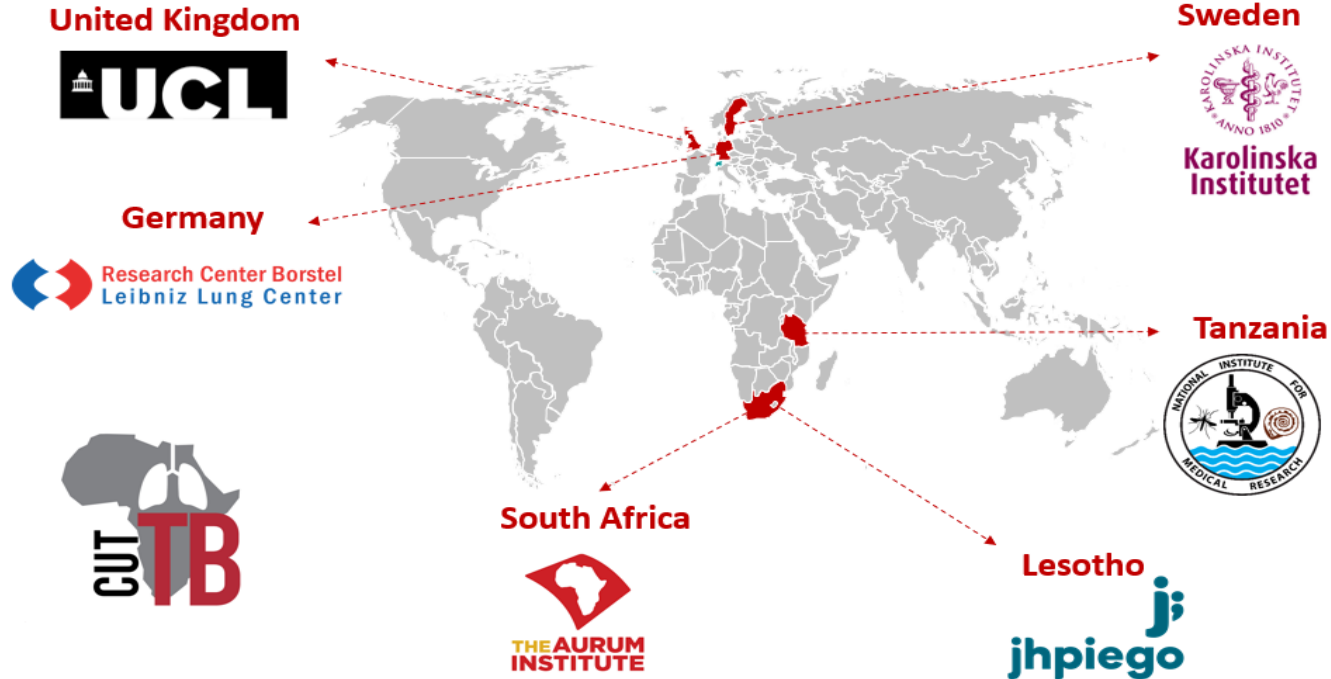 United Kingdom
UCL
Sweden
KAROLINSKA INSTITUTET
ANNO 1810
Karolinska
Institutet
Germany
Research Center Borstel
Leibniz Lung Center
Tanzania
NATIONAL INSTITUTE FOR
MEDICAL RESEARCH
CUT
TB
South Africa
THE AURUM
INSTITUTE
Lesotho
j;
jhpiego